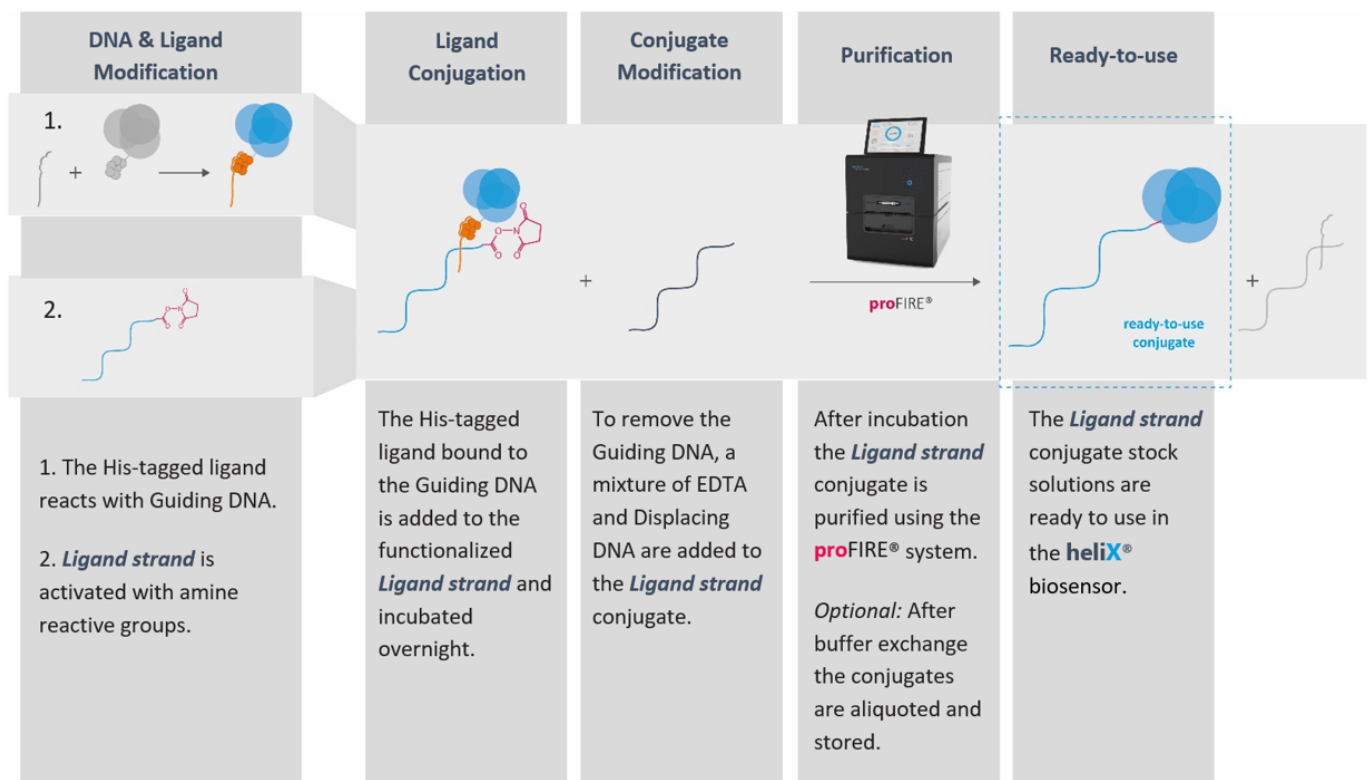 DNA & Ligand
Modification
Ligand
Conjugation
Conjugate
Modification
Purification
Ready-to-use
1.
+
2.
O
O
N
O
O
O
O
N
O
O
+
proFIRE®
ready-to-use
conjugate
+
1. The His-tagged ligand
reacts with Guiding DNA.
2. Ligand strand is
activated with amine
reactive groups.
The His-tagged
ligand bound to
the Guiding DNA
is added to the
functionalized
Ligand strand and
incubated
overnight.
To remove the
Guiding DNA, a
mixture of EDTA
and Displacing
DNA are added to
the Ligand strand
conjugate.
After incubation
the Ligand strand
conjugate is
purified using the
proFIRE® system.
Optional: After
buffer exchange
the conjugates
are aliquoted and
stored.
The Ligand strand
conjugate stock
solutions are
ready to use in
the heliX®
biosensor.